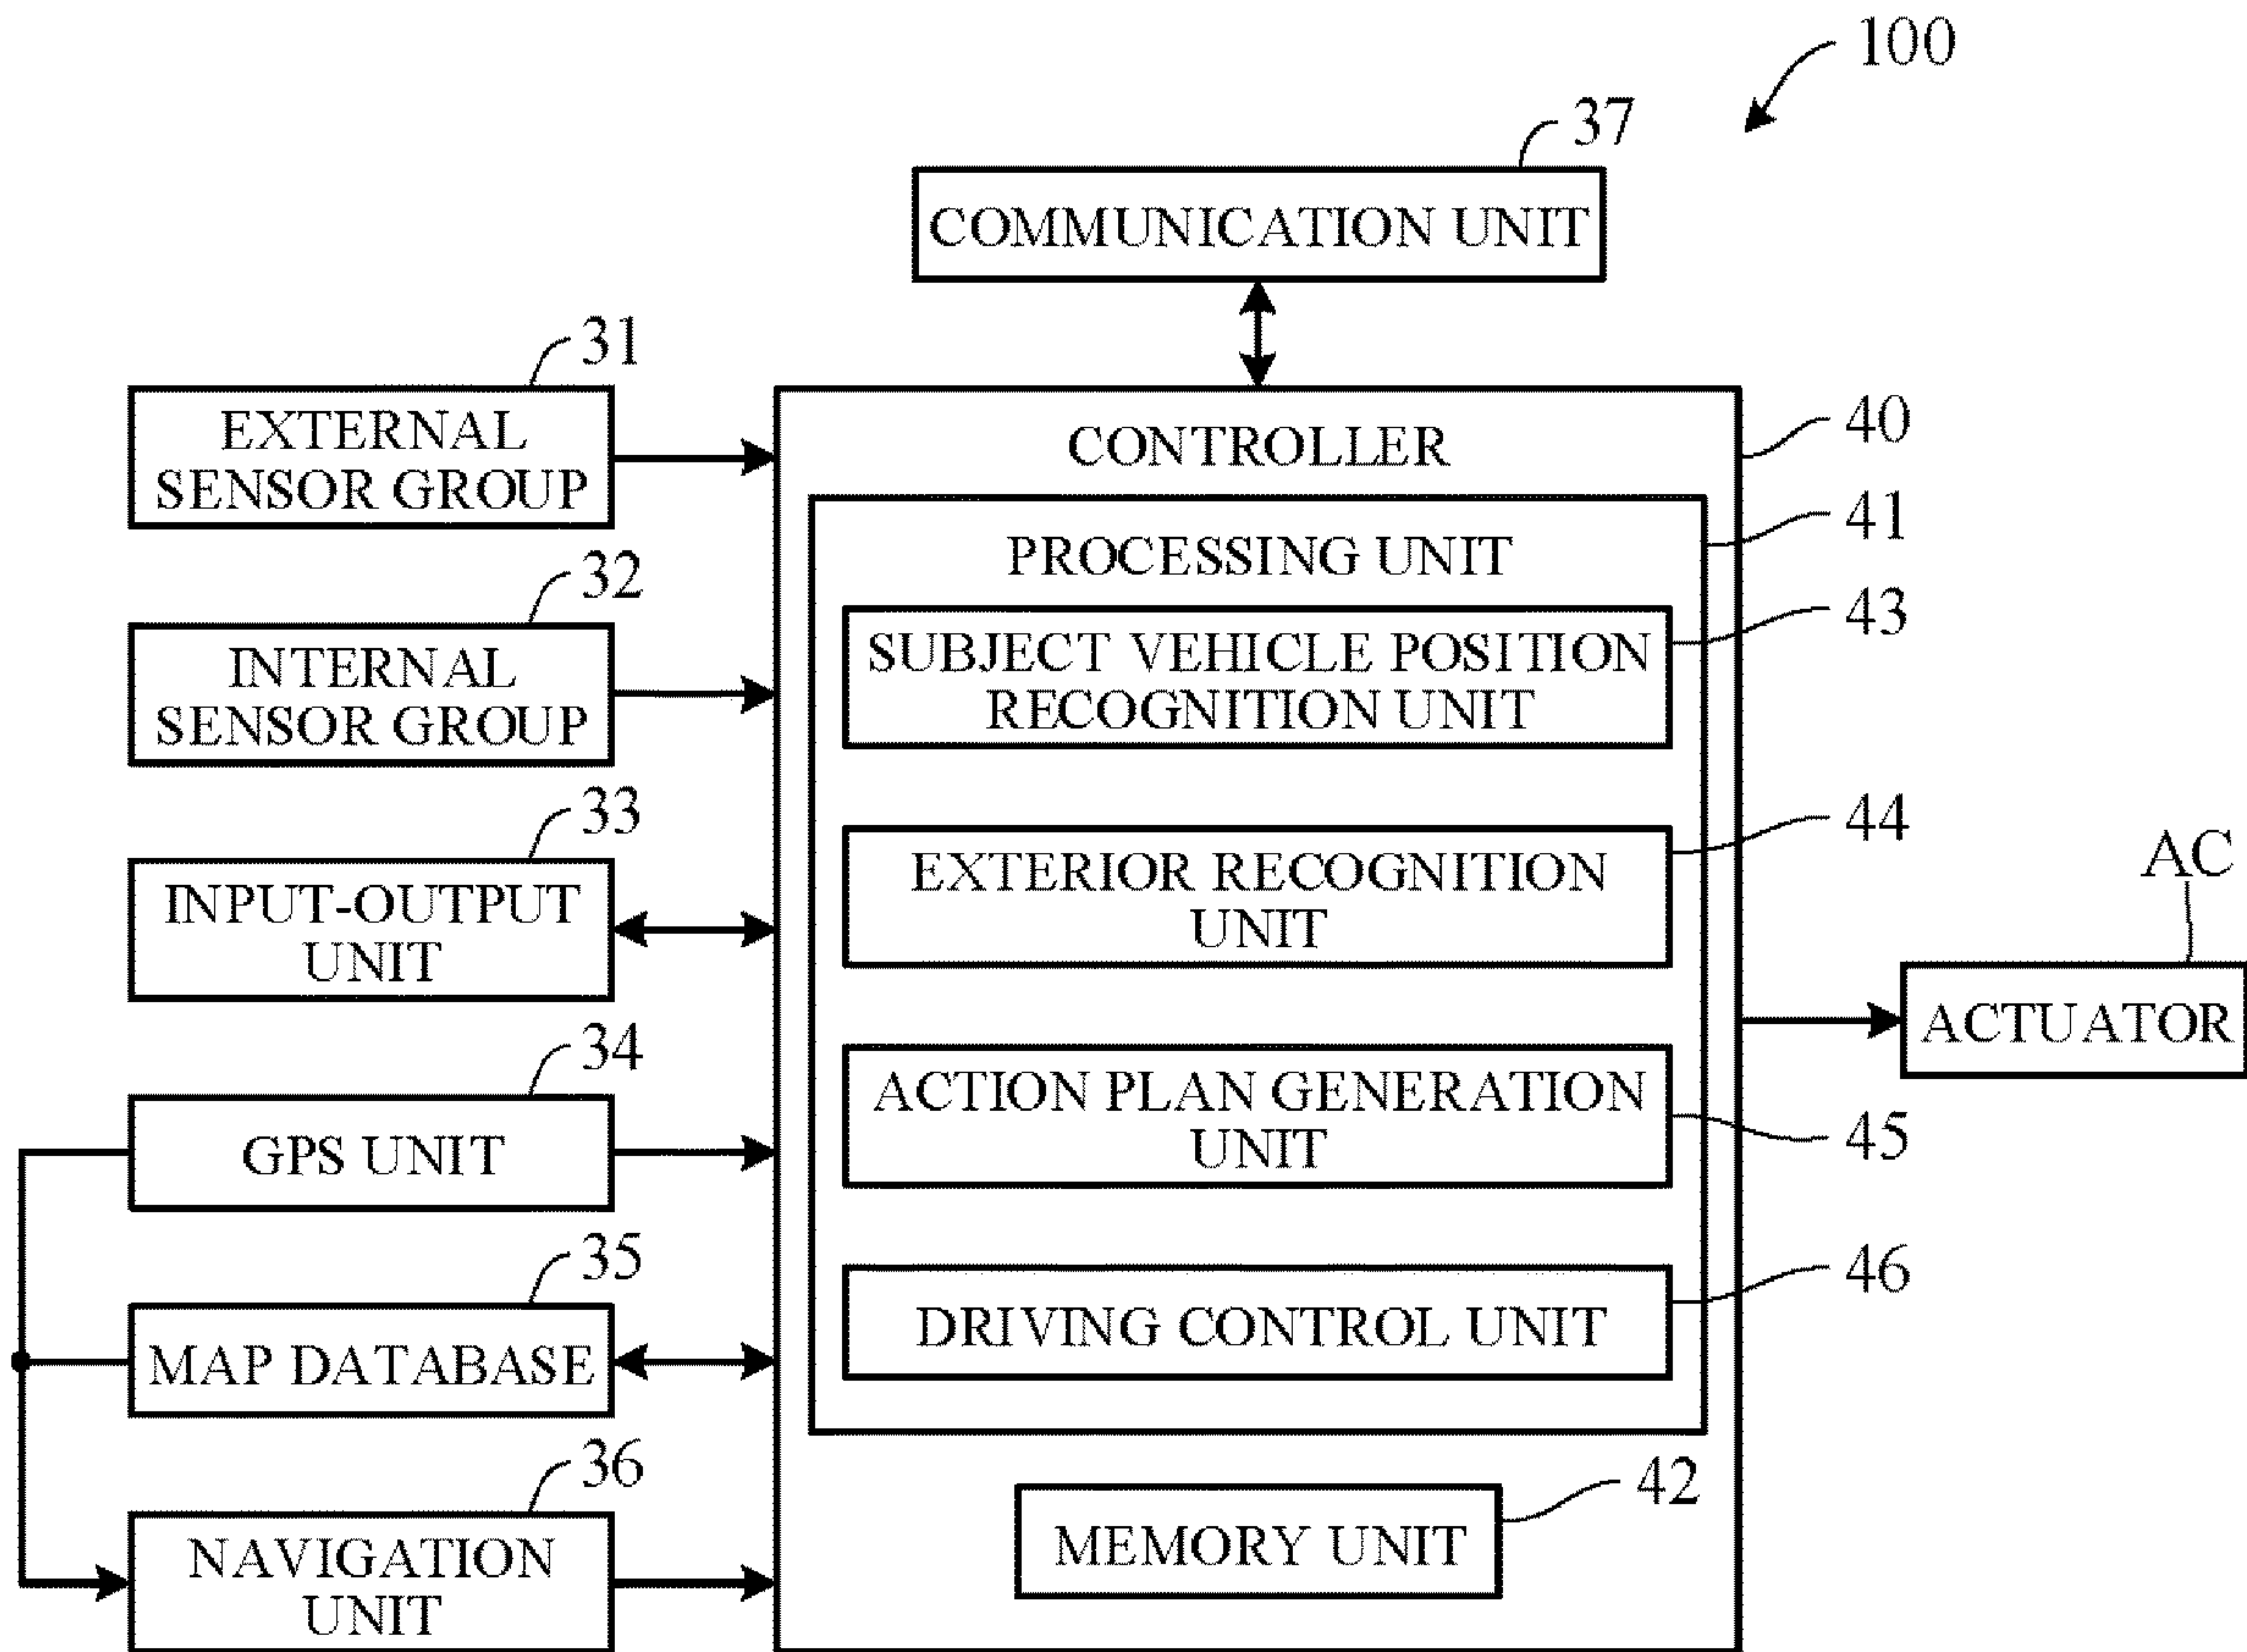 100
37
COMMUNICATION UNIT
31
EXTERNAL
SENSOR GROUP
32
INTERNAL
SENSOR GROUP
33
INPUT-OUTPUT
UNIT
34
GPS UNIT
35
MAP DATABASE
36
NAVIGATION
UNIT
40
CONTROLLER
41
PROCESSING UNIT
43
SUBJECT VEHICLE POSITION
RECOGNITION UNIT
44
EXTERIOR RECOGNITION
UNIT
ACTION PLAN GENERATION
UNIT
45
46
DRIVING CONTROL UNIT
42
MEMORY UNIT
AC
ACTUATOR